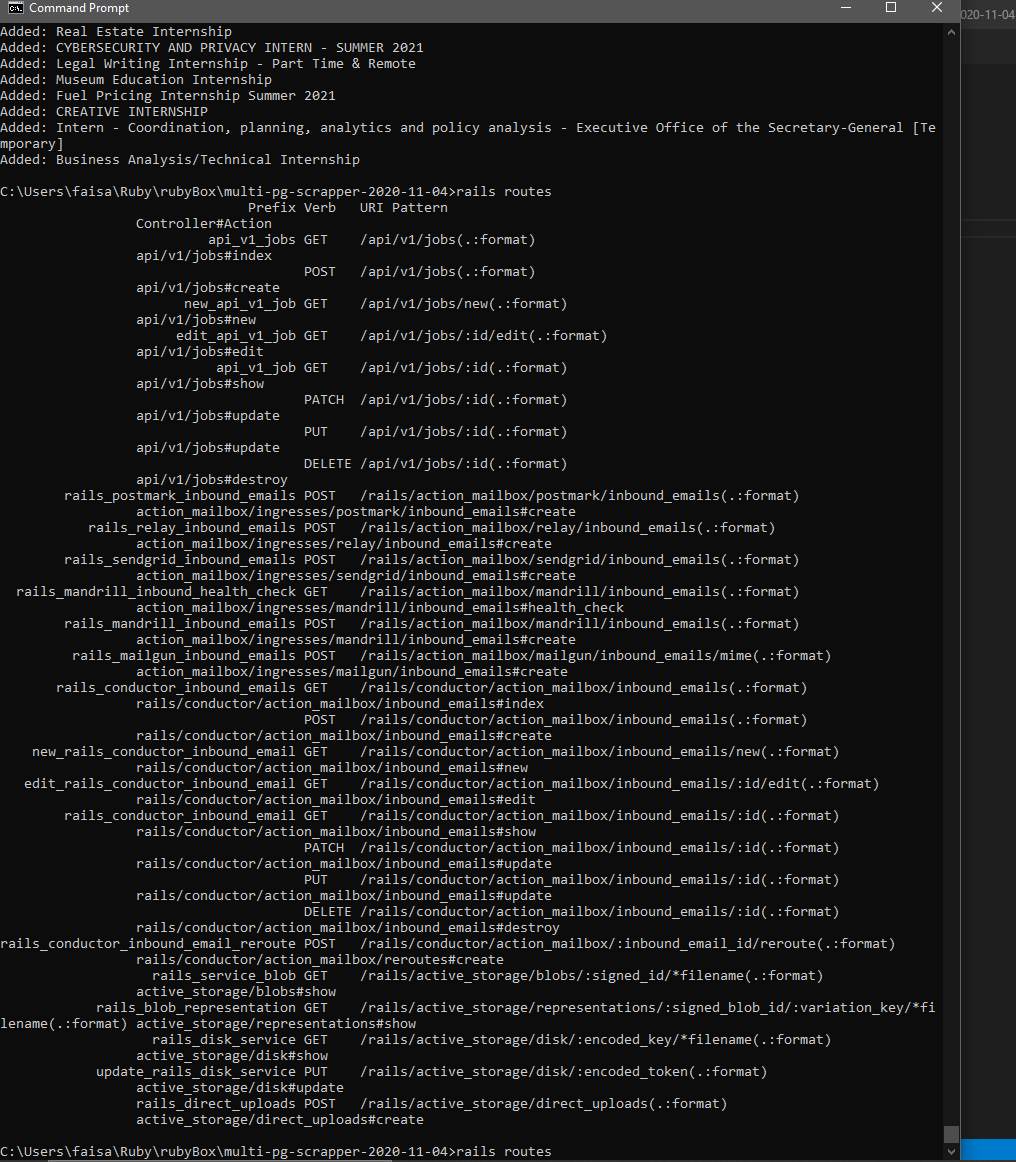 Command Prompt
020-11-04
Added: Real Estate Internship
Added: CYBERSECURITY AND PRIVACY INTERN - SUMMER 2021
Added: Legal Writing Internship - Part Time & Remote
Added: Museum Education Internship
Added: Fuel Pricing Internship Summer 2021
Added: CREATIVE INTERNSHIP
Added: Intern - Coordination, planning, analytics and policy analysis - Executive Office of the Secretary-General [Te
mporary]
Added: Business Analysis/Technical Internship
C:\Users\faisa\Ruby\rubyBox\multi-pg-scrapper-2020-11-04>rails routes
Prefix Verb   URI Pattern
Controller#Action
api_v1_jobs GET    /api/v1/jobs(.:format)
api/v1/jobs#index
POST   /api/v1/jobs(.:format)
api/v1/jobs#create
new_api_v1_job GET    /api/v1/jobs/new(.:format)
api/v1/jobs#new
edit_api_v1_job GET    /api/v1/jobs/:id/edit(.:format)
api/v1/jobs#edit
api_v1_job GET    /api/v1/jobs/:id(.:format)
api/v1/jobs#show
PATCH  /api/v1/jobs/:id(.:format)
api/v1/jobs#update
PUT    /api/v1/jobs/:id(.:format)
api/v1/jobs#update
DELETE /api/v1/jobs/:id(.:format)
api/v1/jobs#destroy
rails_postmark_inbound_emails POST   /rails/action_mailbox/postmark/inbound_emails(.:format)
action_mailbox/ingresses/postmark/inbound_emails#create
rails_relay_inbound_emails POST   /rails/action_mailbox/relay/inbound_emails(.:format)
action_mailbox/ingresses/relay/inbound_emails#create
rails_sendgrid_inbound_emails POST   /rails/action_mailbox/sendgrid/inbound_emails(.:format)
action_mailbox/ingresses/sendgrid/inbound_emails#create
rails_mandrill_inbound_health_check GET    /rails/action_mailbox/mandrill/inbound_emails(.:format)
action_mailbox/ingresses/mandrill/inbound_emails#health_check
rails_mandrill_inbound_emails POST   /rails/action_mailbox/mandrill/inbound_emails(.:format)
action_mailbox/ingresses/mandrill/inbound_emails#create
rails_mailgun_inbound_emails POST   /rails/action_mailbox/mailgun/inbound_emails/mime(.:format)
action_mailbox/ingresses/mailgun/inbound_emails#create
rails_conductor_inbound_emails GET    /rails/conductor/action_mailbox/inbound_emails(.:format)
rails/conductor/action_mailbox/inbound_emails#index
POST   /rails/conductor/action_mailbox/inbound_emails(.:format)
rails/conductor/action_mailbox/inbound_emails#create
new_rails_conductor_inbound_email GET    /rails/conductor/action_mailbox/inbound_emails/new(.:format)
rails/conductor/action_mailbox/inbound_emails#new
edit_rails_conductor_inbound_email GET    /rails/conductor/action_mailbox/inbound_emails/:id/edit(.:format)
rails/conductor/action_mailbox/inbound_emails#edit
rails_conductor_inbound_email GET    /rails/conductor/action_mailbox/inbound_emails/:id(.:format)
rails/conductor/action_mailbox/inbound_emails#show
PATCH  /rails/conductor/action_mailbox/inbound_emails/:id(.:format)
rails/conductor/action_mailbox/inbound_emails#update
PUT    /rails/conductor/action_mailbox/inbound_emails/:id(.:format)
rails/conductor/action_mailbox/inbound_emails#update
DELETE /rails/conductor/action_mailbox/inbound_emails/:id(.:format)
rails/conductor/action_mailbox/inbound_emails#destroy
rails_conductor_inbound_email_reroute POST   /rails/conductor/action_mailbox/:inbound_email_id/reroute(.:format)
rails/conductor/action_mailbox/reroutes#create
rails_service_blob GET    /rails/active_storage/blobs/:signed_id/*filename(.:format)
active_storage/blobs#show
rails_blob_representation GET    /rails/active_storage/representations/:signed_blob_id/:variation_key/*fi
lename(.:format) active_storage/representations#show
rails_disk_service GET    /rails/active_storage/disk/:encoded_key/*filename(.:format)
active_storage/disk#show
update_rails_disk_service PUT    /rails/active_storage/disk/:encoded_token(.:format)
active_storage/disk#update
rails_direct_uploads POST   /rails/active_storage/direct_uploads(.:format)
active_storage/direct_uploads#create
C:\Users\faisa\Ruby\rubyBox\multi-pg-scrapper-2020-11-04>rails routes